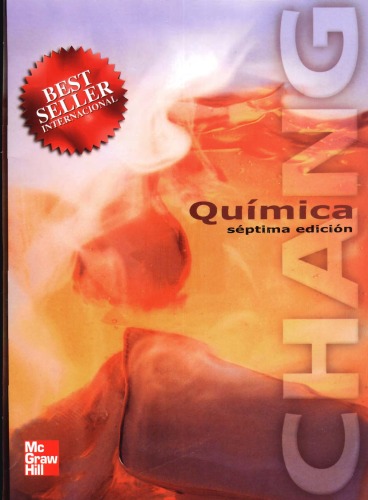 BEST
SELLER
INTERNACIONAL
CHANG
Química
séptima edición
Mc
Graw
Hill